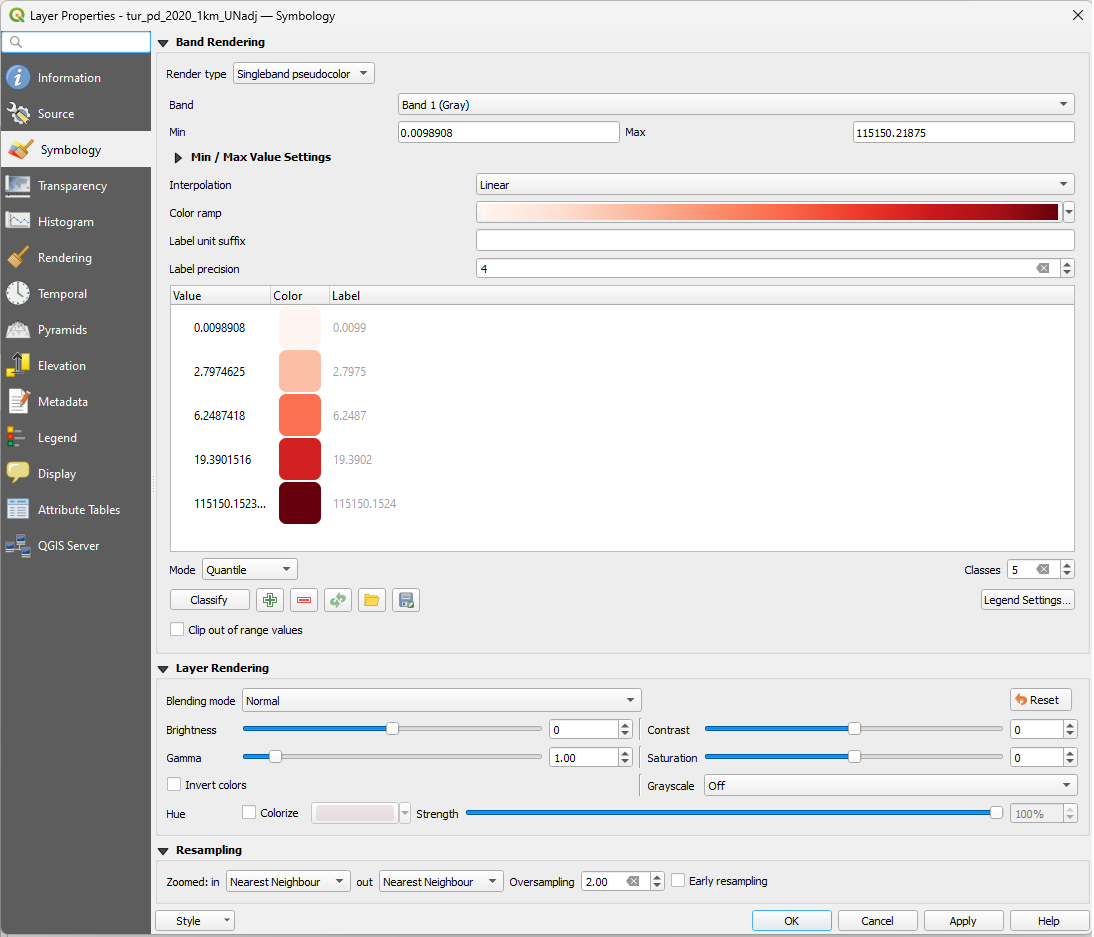 Layer Properties - tur_pd_2020_1km_UNadj — Symbology
Information
Source
Symbology
Transparency
Histogram
Rendering
Temporal
Pyramids
Elevation
Metadata
Legend
Display
Attribute Tables
QGIS Server
Band Rendering
Render type Singleband pseudocolor
Band Band 1 (Gray)
Min 0.0098908 Max 115150.21875
Min / Max Value Settings
Interpolation Linear
Color ramp
Label unit suffix
Label precision 4
Value Color Label
0.0098908 0.0099
2.7974625 2.7975
6.2487418 6.2487
19.3901516 19.3902
115150.1523... 115150.1524
Mode Quantile Classes 5
Classify Legend Settings...
Clip out of range values
Layer Rendering
Blending mode Normal Reset
Brightness 0 Contrast 0
Gamma 1.00 Saturation 0
Invert colors Grayscale Off
Hue Colorize Strength 100%
Resampling
Zoomed: in Nearest Neighbour out Nearest Neighbour Oversampling 2.00 Early resampling
Style OK Cancel Apply Help